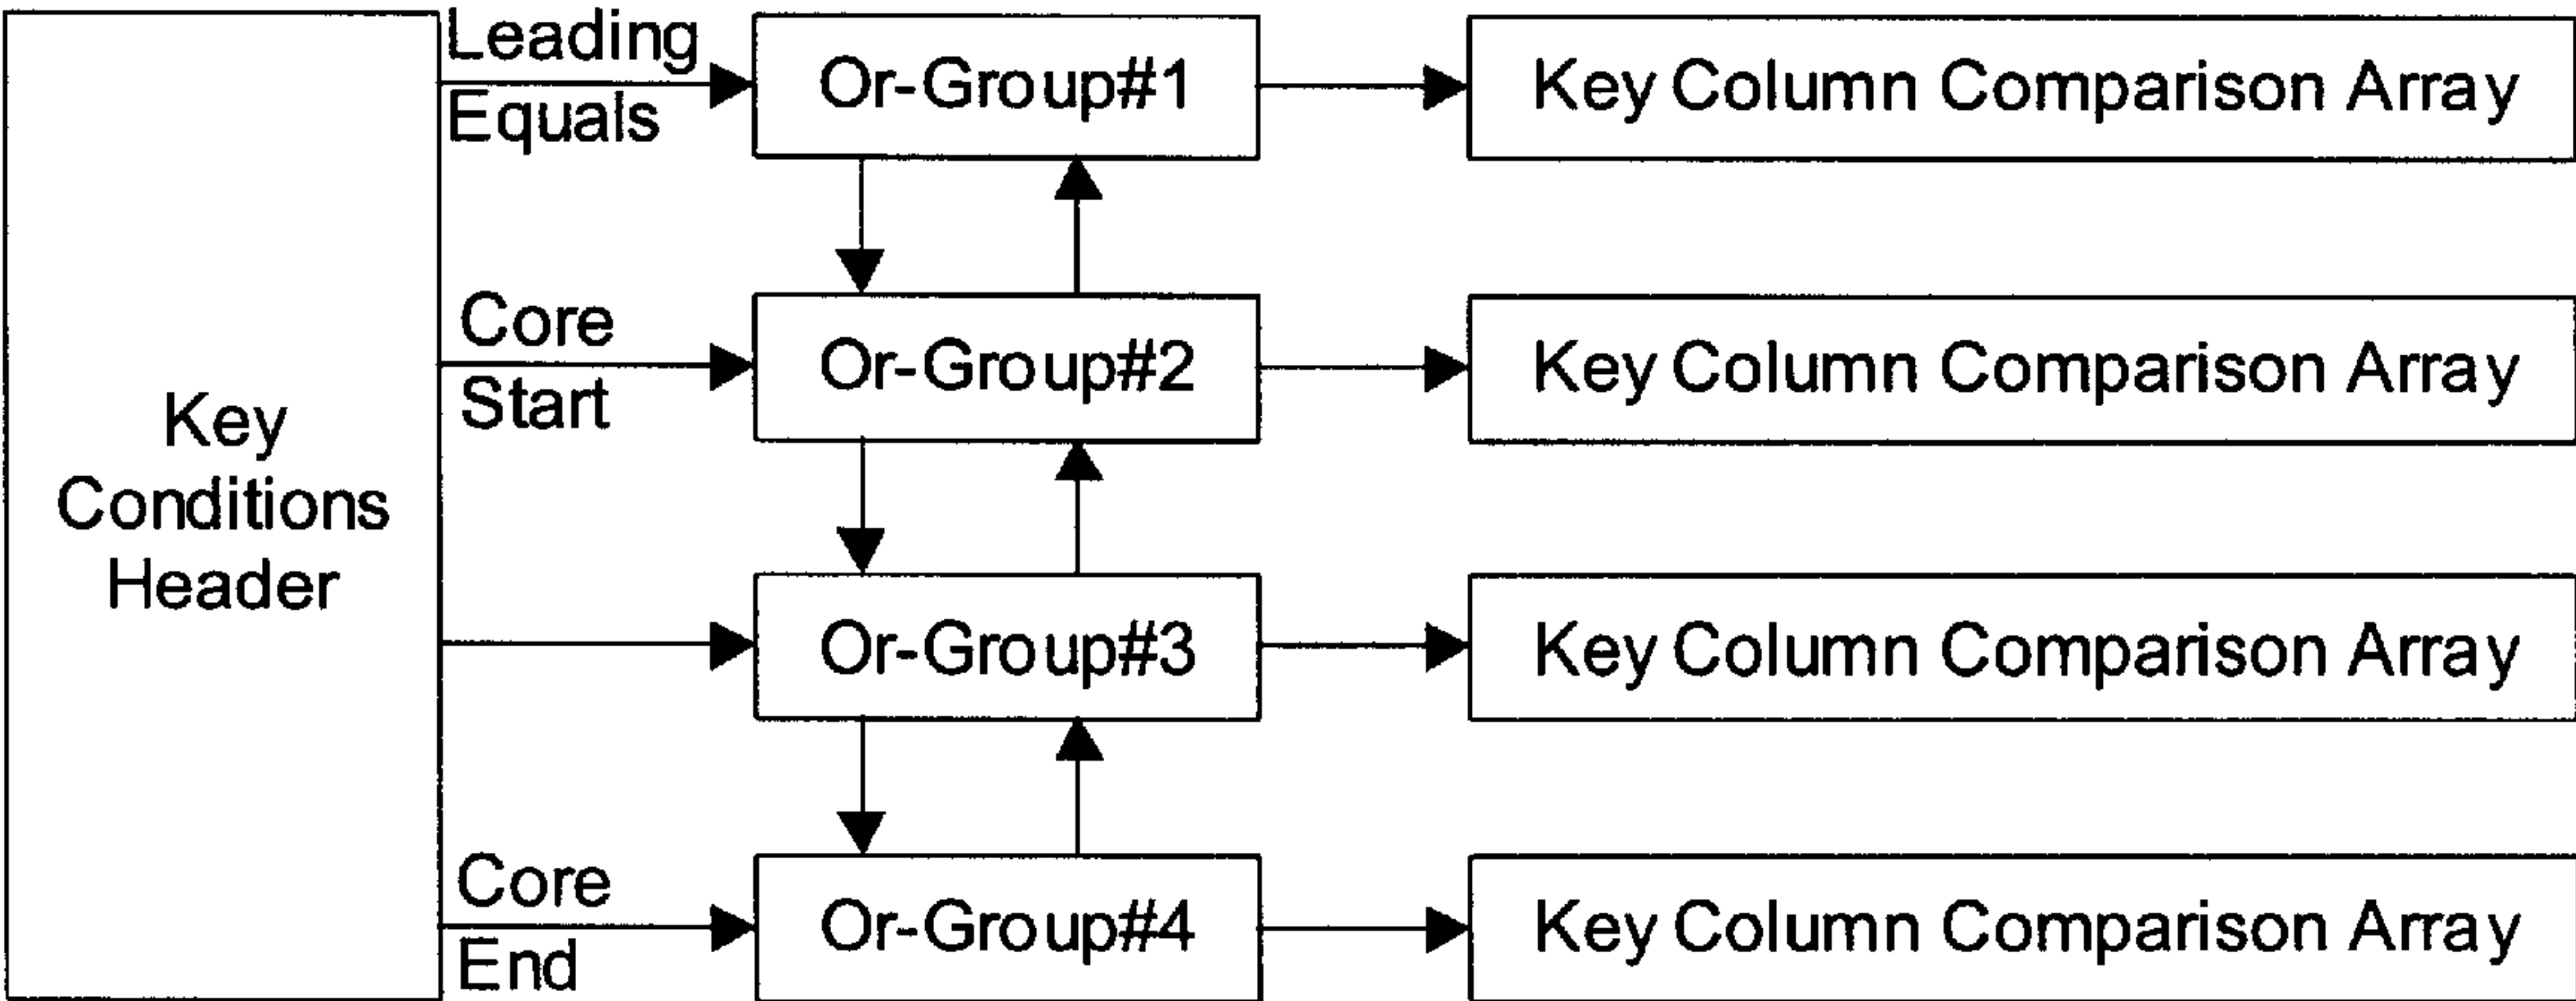 Key
Conditions
Header
Leading
Equals
Or-Group#1
Key Column Comparison Array
Core
Start
Or-Group#2
Key Column Comparison Array
Or-Group#3
Key Column Comparison Array
Core
End
Or-Group#4
Key Column Comparison Array